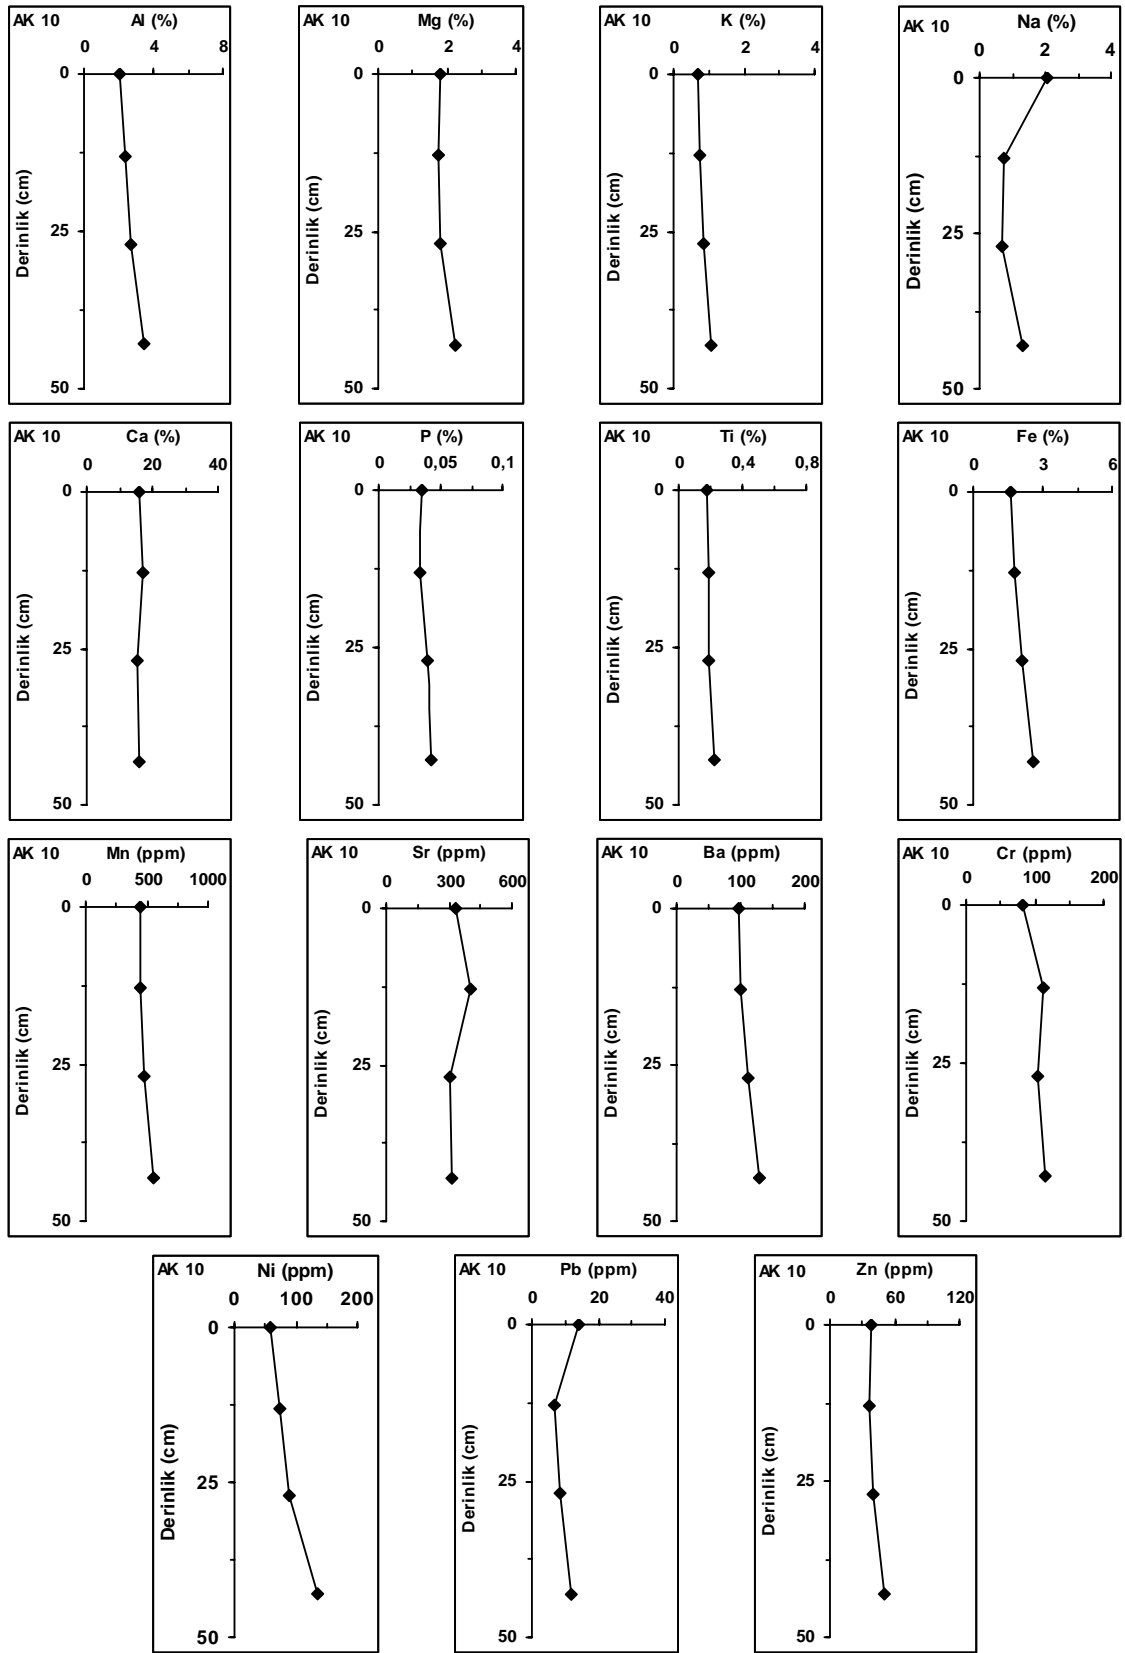 AK 10 Al (%)
0 4 8
0
25
50
Derinlik (cm)
AK 10 Mg (%)
0 2 4
0
25
50
Derinlik (cm)
AK 10 K (%)
0 2 4
0
25
50
Derinlik (cm)
AK 10 Na (%)
0 2 4
0
25
50
Derinlik (cm)
AK 10 Ca (%)
0 20 40
0
25
50
Derinlik (cm)
AK 10 P (%)
0 0,05 0,1
0
25
50
Derinlik (cm)
AK 10 Ti (%)
0 0,4 0,8
0
25
50
Derinlik (cm)
AK 10 Fe (%)
0 3 6
0
25
50
Derinlik (cm)
AK 10 Mn (ppm)
0 500 1000
0
25
50
Derinlik (cm)
AK 10 Sr (ppm)
0 300 600
0
25
50
Derinlik (cm)
AK 10 Ba (ppm)
0 100 200
0
25
50
Derinlik (cm)
AK 10 Cr (ppm)
0 100 200
0
25
50
Derinlik (cm)
AK 10 Ni (ppm)
0 100 200
0
25
50
Derinlik (cm)
AK 10 Pb (ppm)
0 20 40
0
25
50
Derinlik (cm)
AK 10 Zn (ppm)
0 60 120
0
25
50
Derinlik (cm)